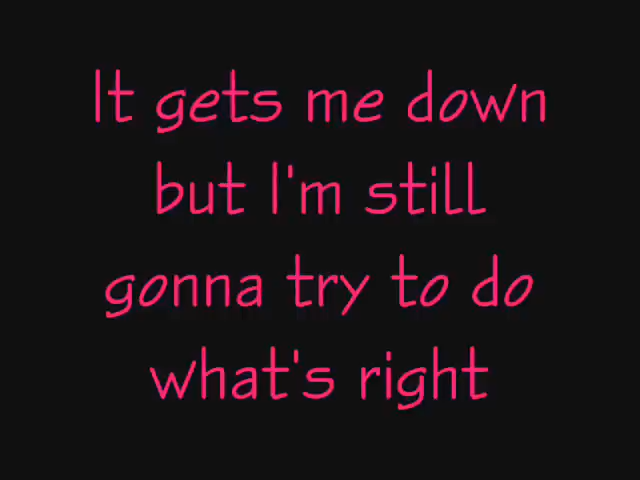 It gets me down
but I'm still
gonna try to do
what's right